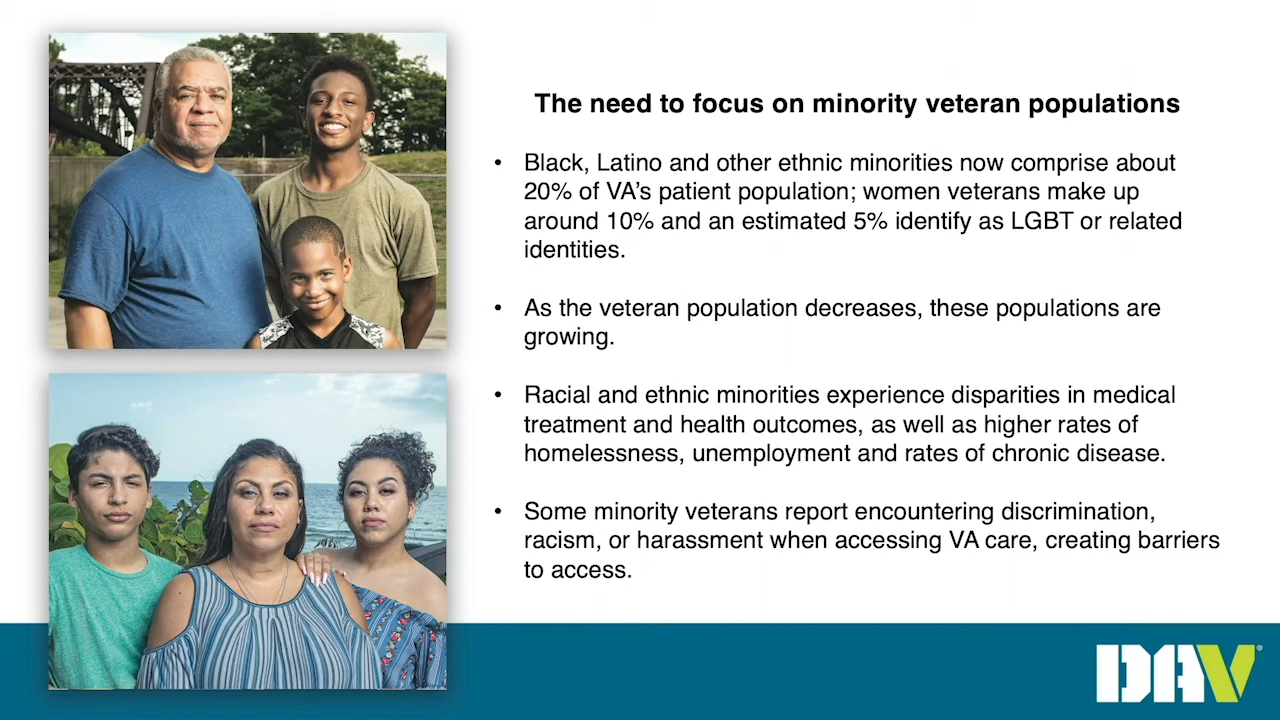 The need to focus on minority veteran populations
• Black, Latino and other ethnic minorities now comprise about
20% of VA’s patient population; women veterans make up
around 10% and an estimated 5% identify as LGBT or related
identities.
• As the veteran population decreases, these populations are
growing.
• Racial and ethnic minorities experience disparities in medical
treatment and health outcomes, as well as higher rates of
homelessness, unemployment and rates of chronic disease.
• Some minority veterans report encountering discrimination,
racism, or harassment when accessing VA care, creating barriers
to access.
DAV®